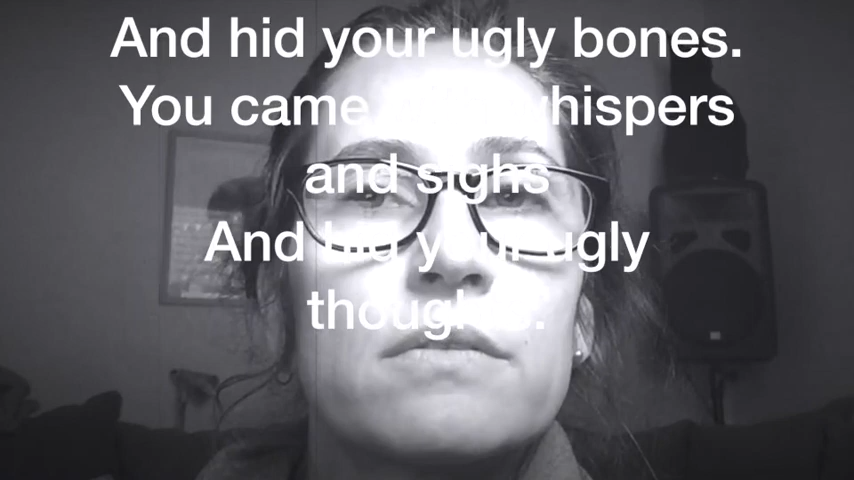 And hid your ugly bones.
You came whispers
and sighs
And hid your ugly
thoughts.